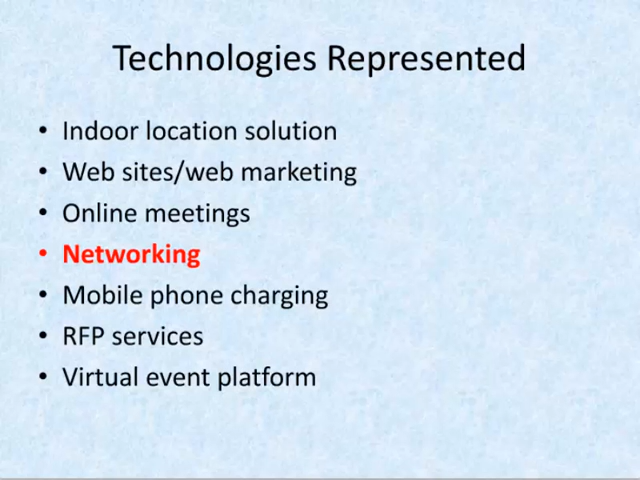 Technologies Represented
• Indoor location solution
• Web sites/web marketing
• Online meetings
• Networking
• Mobile phone charging
• RFP services
• Virtual event platform